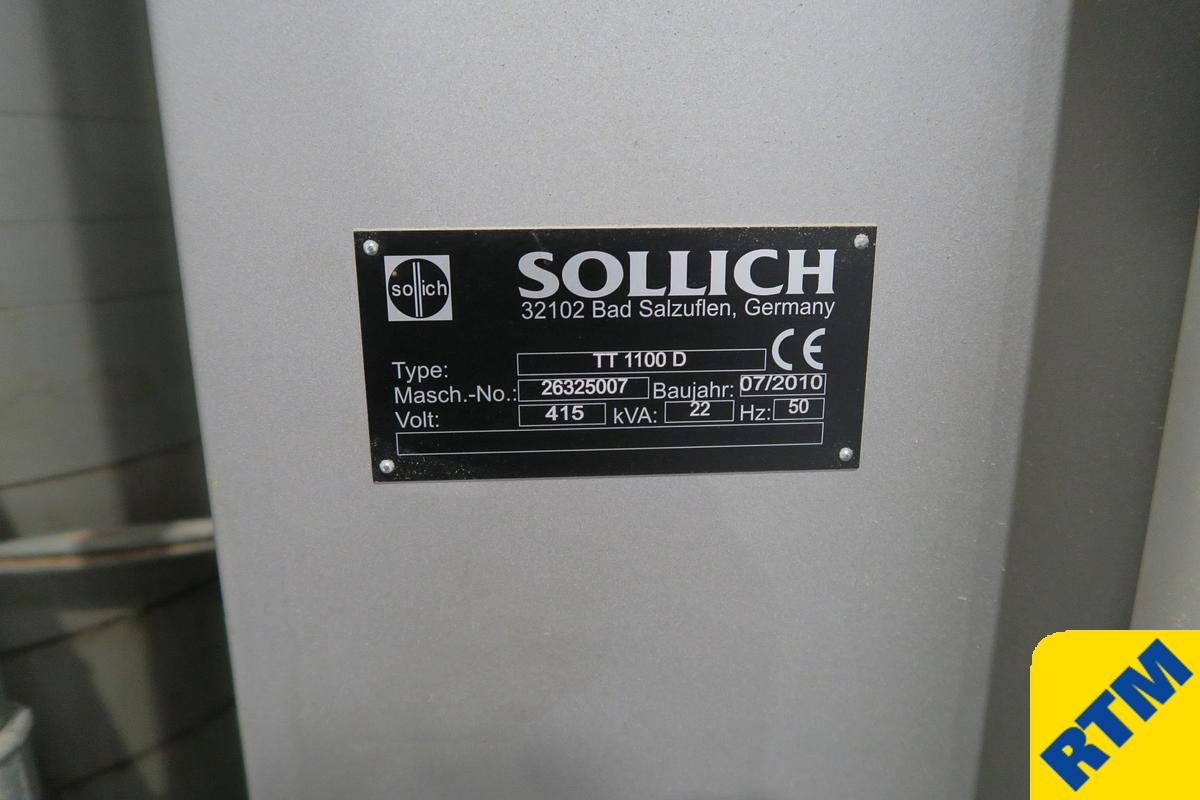 sollich
SOLLICH
32102 Bad Salzuflen, Germany
Type: TT 1100 D CE
Masch.-No.: 26325007 Baujahr: 07/2010
Volt: 415 kVA: 22 Hz: 50
RTM